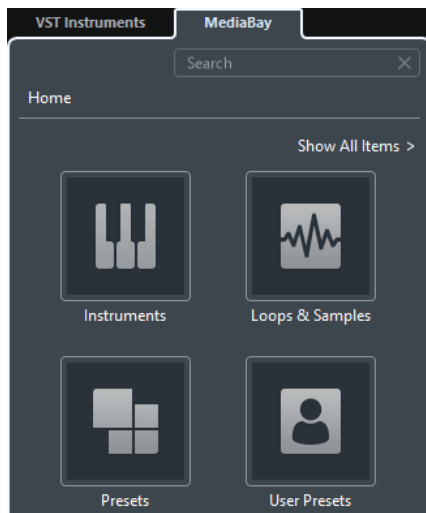 VST Instruments MediaBay
Search
Home
Show All Items >
Instruments Loops & Samples
Presets User Presets